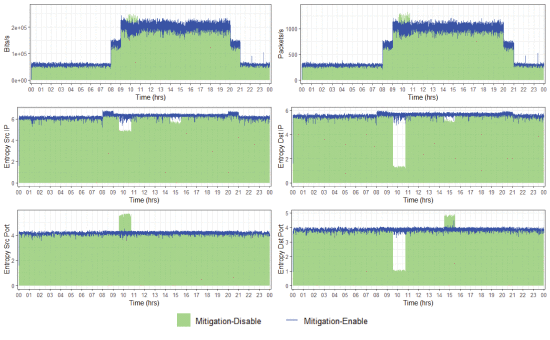 Bits/s
2e+05
1e+05
0e+00
00 01 02 03 04 05 06 07 08 09 10 11 12 13 14 15 16 17 18 19 20 21 22 23 00
Time (hrs)
Packets/s
1000
500
0
00 01 02 03 04 05 06 07 08 09 10 11 12 13 14 15 16 17 18 19 20 21 22 23 00
Time (hrs)
Entropy Src IP
6
4
2
0
00 01 02 03 04 05 06 07 08 09 10 11 12 13 14 15 16 17 18 19 20 21 22 23 00
Time (hrs)
Entropy Dst IP
6
4
2
0
00 01 02 03 04 05 06 07 08 09 10 11 12 13 14 15 16 17 18 19 20 21 22 23 00
Time (hrs)
Entropy Src Port
4
2
0
00 01 02 03 04 05 06 07 08 09 10 11 12 13 14 15 16 17 18 19 20 21 22 23 00
Time (hrs)
Entropy Dst Port
5
4
3
2
1
0
00 01 02 03 04 05 06 07 08 09 10 11 12 13 14 15 16 17 18 19 20 21 22 23 00
Time (hrs)
Mitigation-Disable Mitigation-Enable